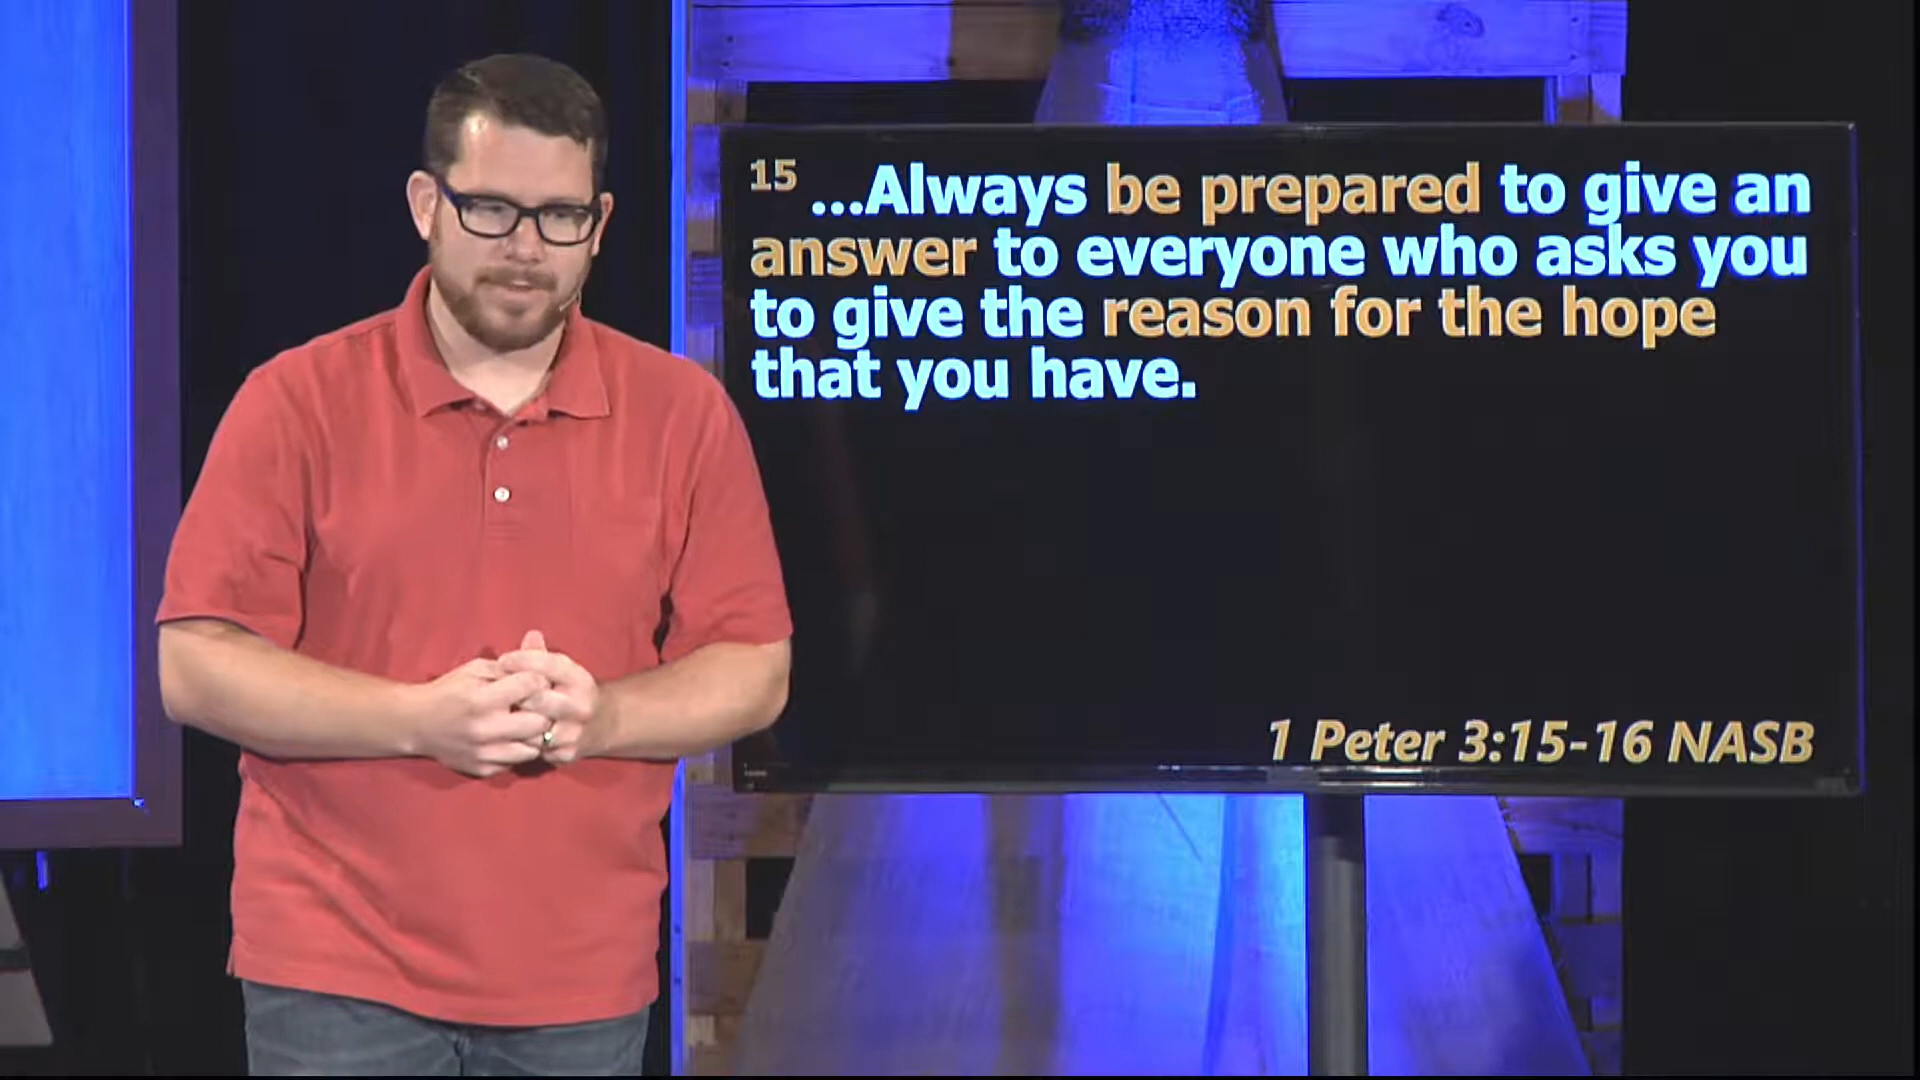 15 ...Always be prepared to give an
answer to everyone who asks you
to give the reason for the hope
that you have.
1 Peter 3:15-16 NASB